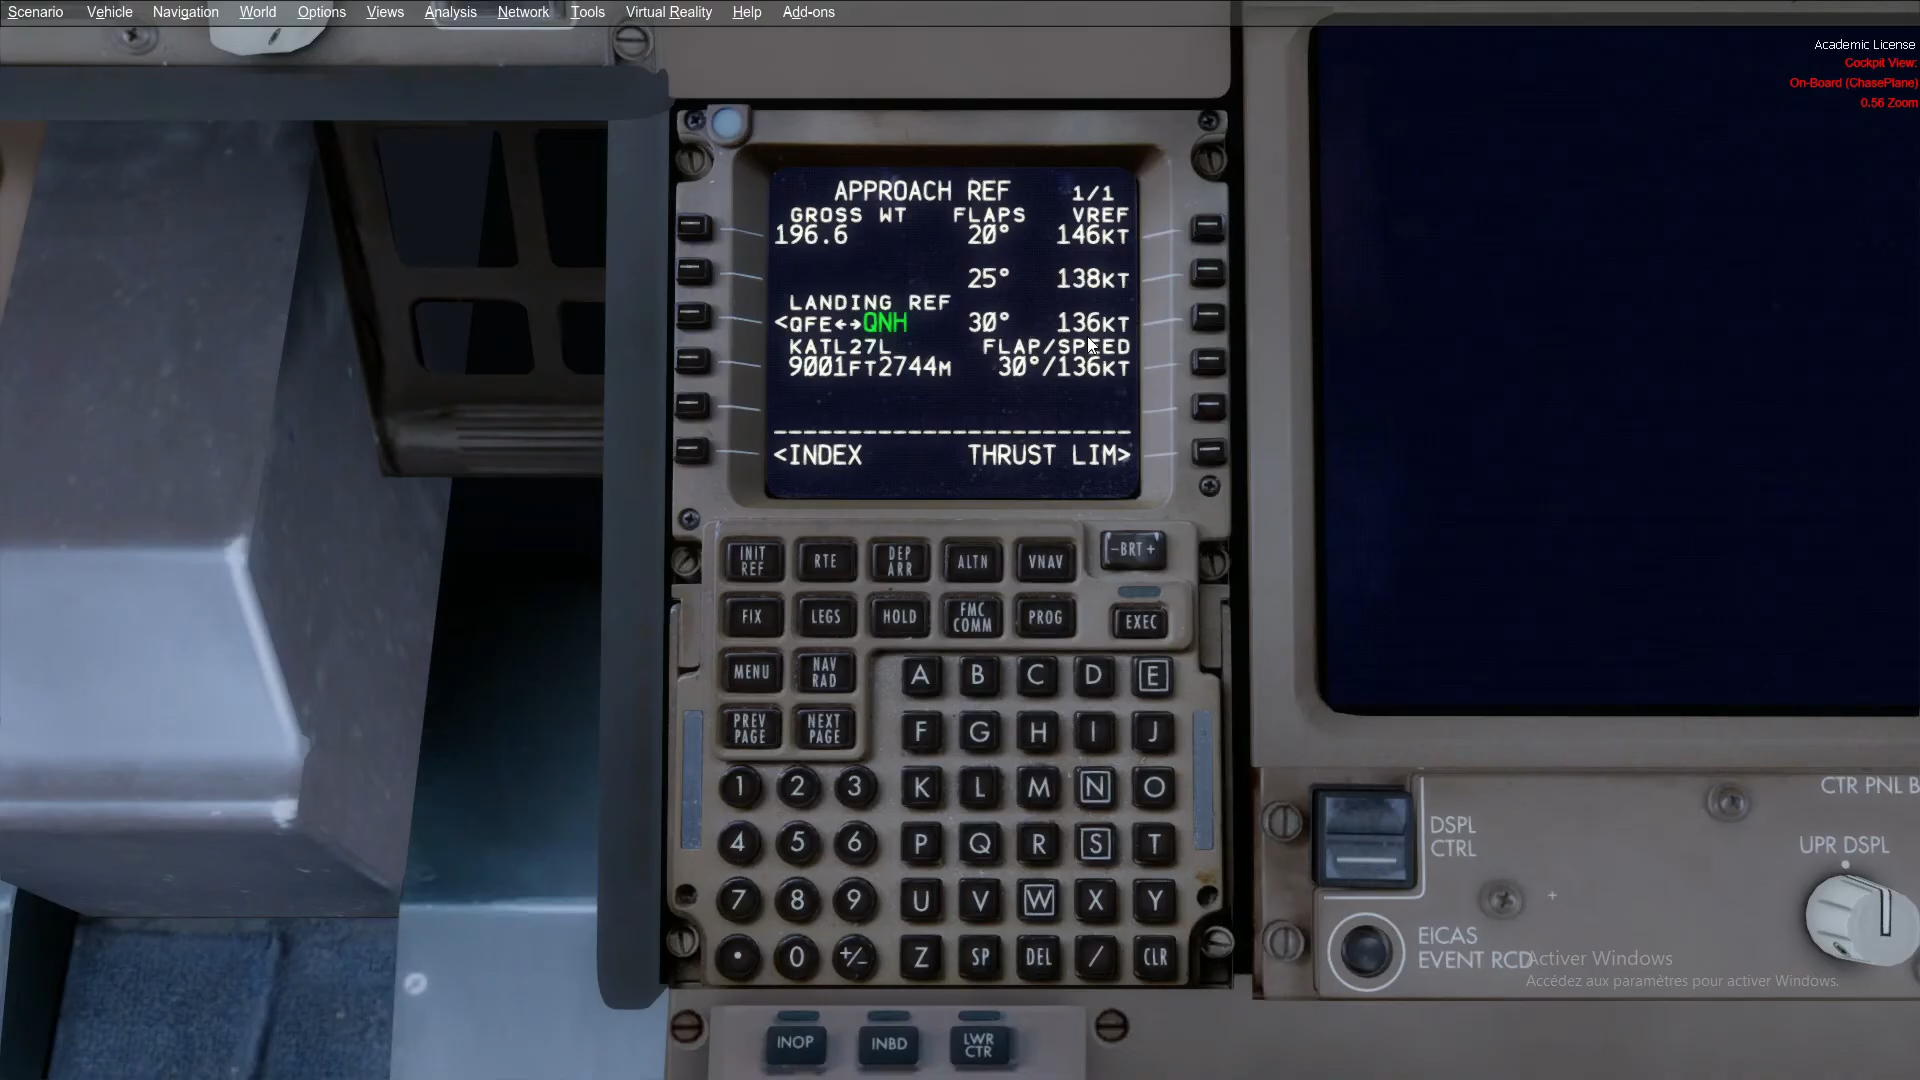 Scenario Vehicle Navigation World Options Views Analysis Network Tools Virtual Reality Help Add-ons
Academic License
Cockpit View:
On-Board (ChasePlane)
0.56 Zoom
APPROACH REF 1/1
GROSS WT FLAPS VREF
196.6 20° 146KT
25° 138KT
LANDING REF
<QFE↔QNH 30° 136KT
KATL27L FLAP/SPEED
9001FT2744M 30°/136KT
<INDEX THRUST LIM>
-BRT+
INIT REF RTE DEP ARR ALTN VNAV
FIX LEGS HOLD FMC COMM PROG EXEC
MENU NAV RAD
PREV PAGE NEXT PAGE
A B C D E
F G H I J
1 2 3 K L M N O
4 5 6 P Q R S T
7 8 9 U V W X Y
. 0 +/- Z SP DEL / CLR
INOP INBD LWR CTR
CTR PNL B
DSPL
CTRL
UPR DSPL
EICAS
EVENT RCD
Activer Windows
Accédez aux paramètres pour activer Windows.